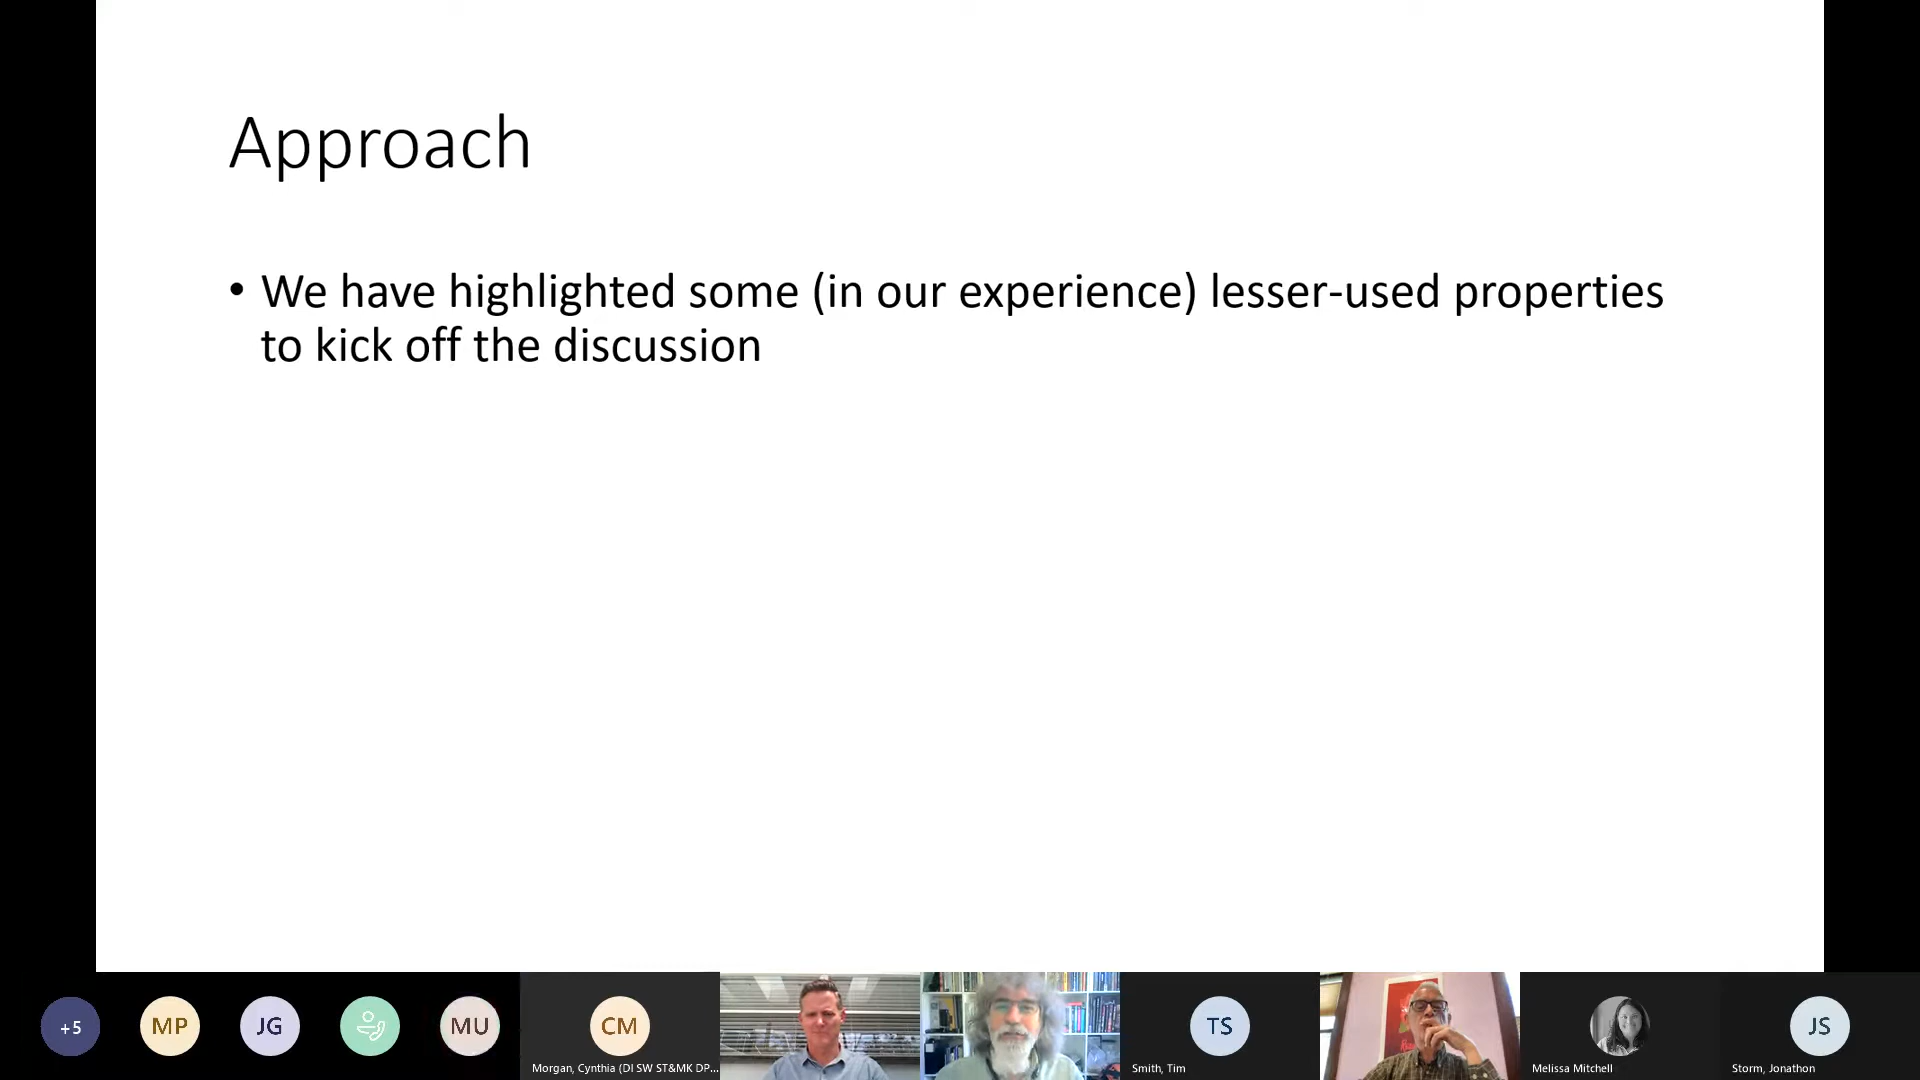 Approach
• We have highlighted some (in our experience) lesser-used properties
to kick off the discussion
+5
MP
JG
MU
CM
TS
JS
Morgan, Cynthia (DI SW ST&MK DP...
Smith, Tim
Melissa Mitchell
Storm, Jonathon